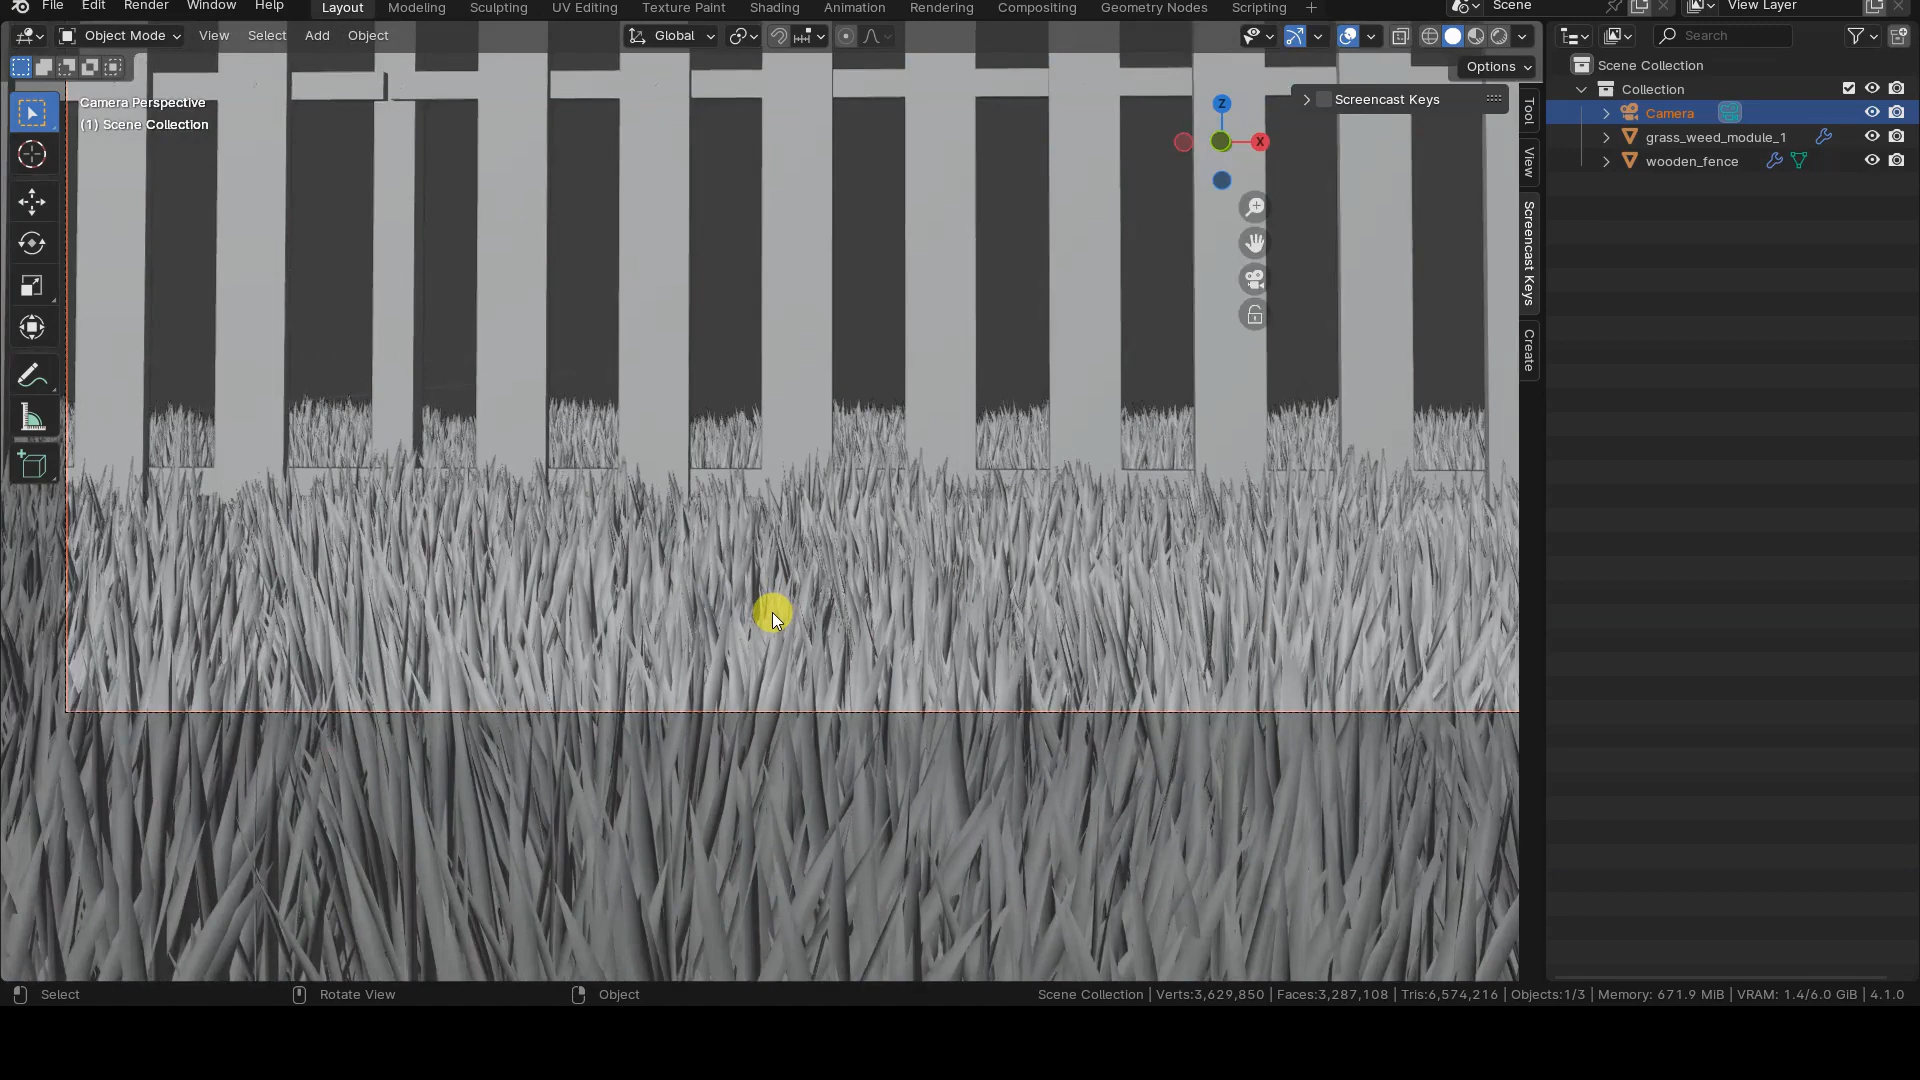 File Edit Render Window Help Layout Modeling Sculpting UV Editing Texture Paint Shading Animation Rendering Compositing Geometry Nodes Scripting + Scene View Layer
Object Mode View Select Add Object Global Search
Options
Scene Collection
Collection
Camera
grass_weed_module_1
wooden_fence
Camera Perspective
(1) Scene Collection
Screencast Keys
Z
X
Tool
View
Screencast Keys
Create
Select Rotate View Object Scene Collection | Verts:3,629,850 | Faces:3,287,108 | Tris:6,574,216 | Objects:1/3 | Memory: 671.9 MiB | VRAM: 1.4/6.0 GiB | 4.1.0